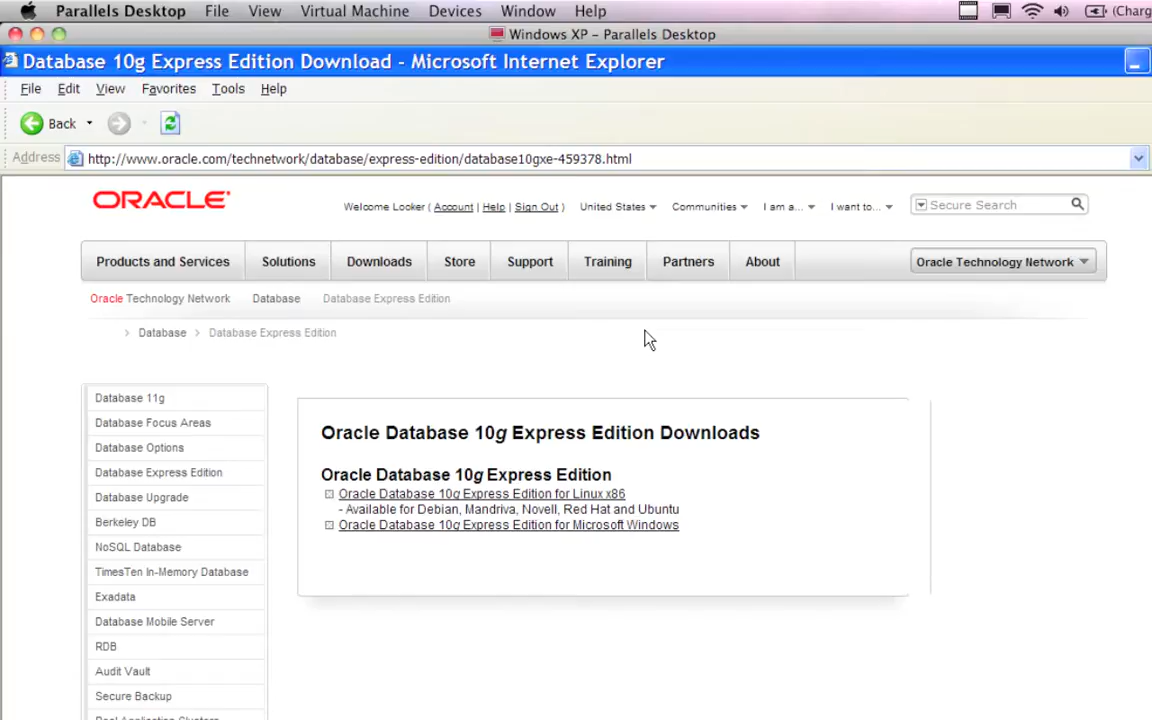 Parallels Desktop File View Virtual Machine Devices Window Help (Charg
Windows XP – Parallels Desktop
Database 10g Express Edition Download - Microsoft Internet Explorer
File Edit View Favorites Tools Help
Back
Address http://www.oracle.com/technetwork/database/express-edition/database10gxe-459378.html
ORACLE
Welcome Looker ( Account | Help | Sign Out ) United States Communities I am a... I want to... Secure Search
Products and Services Solutions Downloads Store Support Training Partners About Oracle Technology Network
Oracle Technology Network Database Database Express Edition
Database Database Express Edition
Database 11g
Database Focus Areas
Database Options
Database Express Edition
Database Upgrade
Berkeley DB
NoSQL Database
TimesTen In-Memory Database
Exadata
Database Mobile Server
RDB
Audit Vault
Secure Backup
Oracle Database 10g Express Edition Downloads
Oracle Database 10g Express Edition
Oracle Database 10g Express Edition for Linux x86
- Available for Debian, Mandriva, Novell, Red Hat and Ubuntu
Oracle Database 10g Express Edition for Microsoft Windows